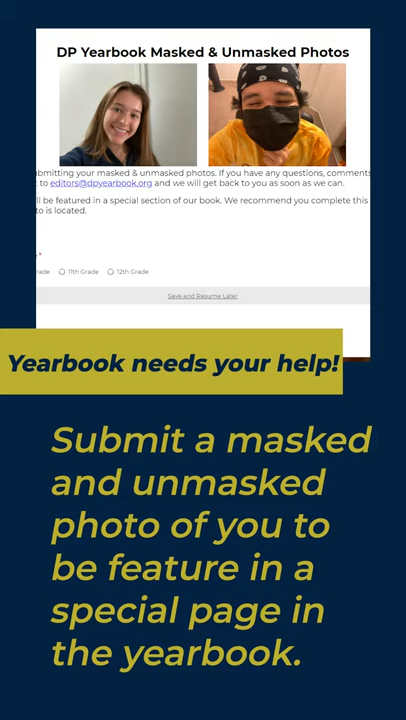 DP Yearbook Masked & Unmasked Photos
submitting your masked & unmasked photos. If you have any questions, comments
to editors@dpyearbook.org and we will get back to you as soon as we can.
be featured in a special section of our book. We recommend you complete this
is located.
*
11th Grade 12th Grade
Save and Resume Later
Yearbook needs your help!
Submit a masked
and unmasked
photo of you to
be feature in a
special page in
the yearbook.